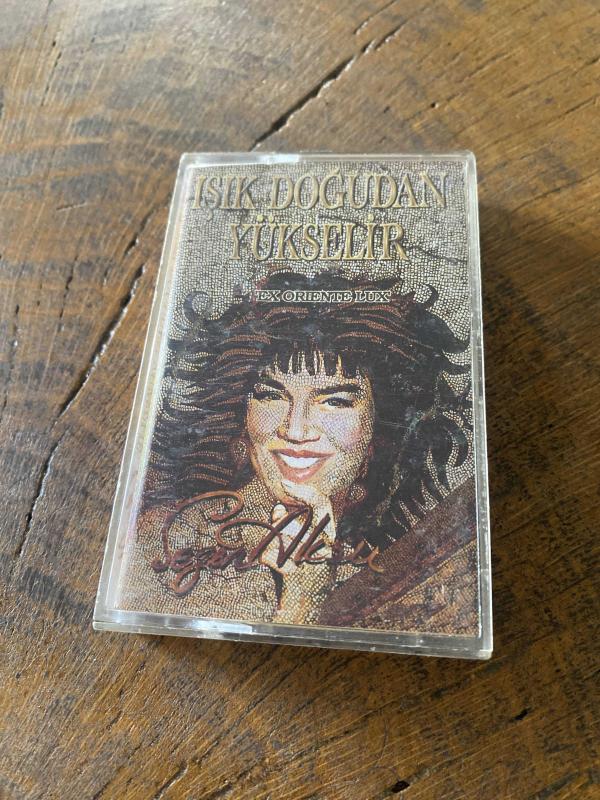 IŞIK DOĞUDAN
YÜKSELİR
EX ORIENTE LUX
Sezen Aksu